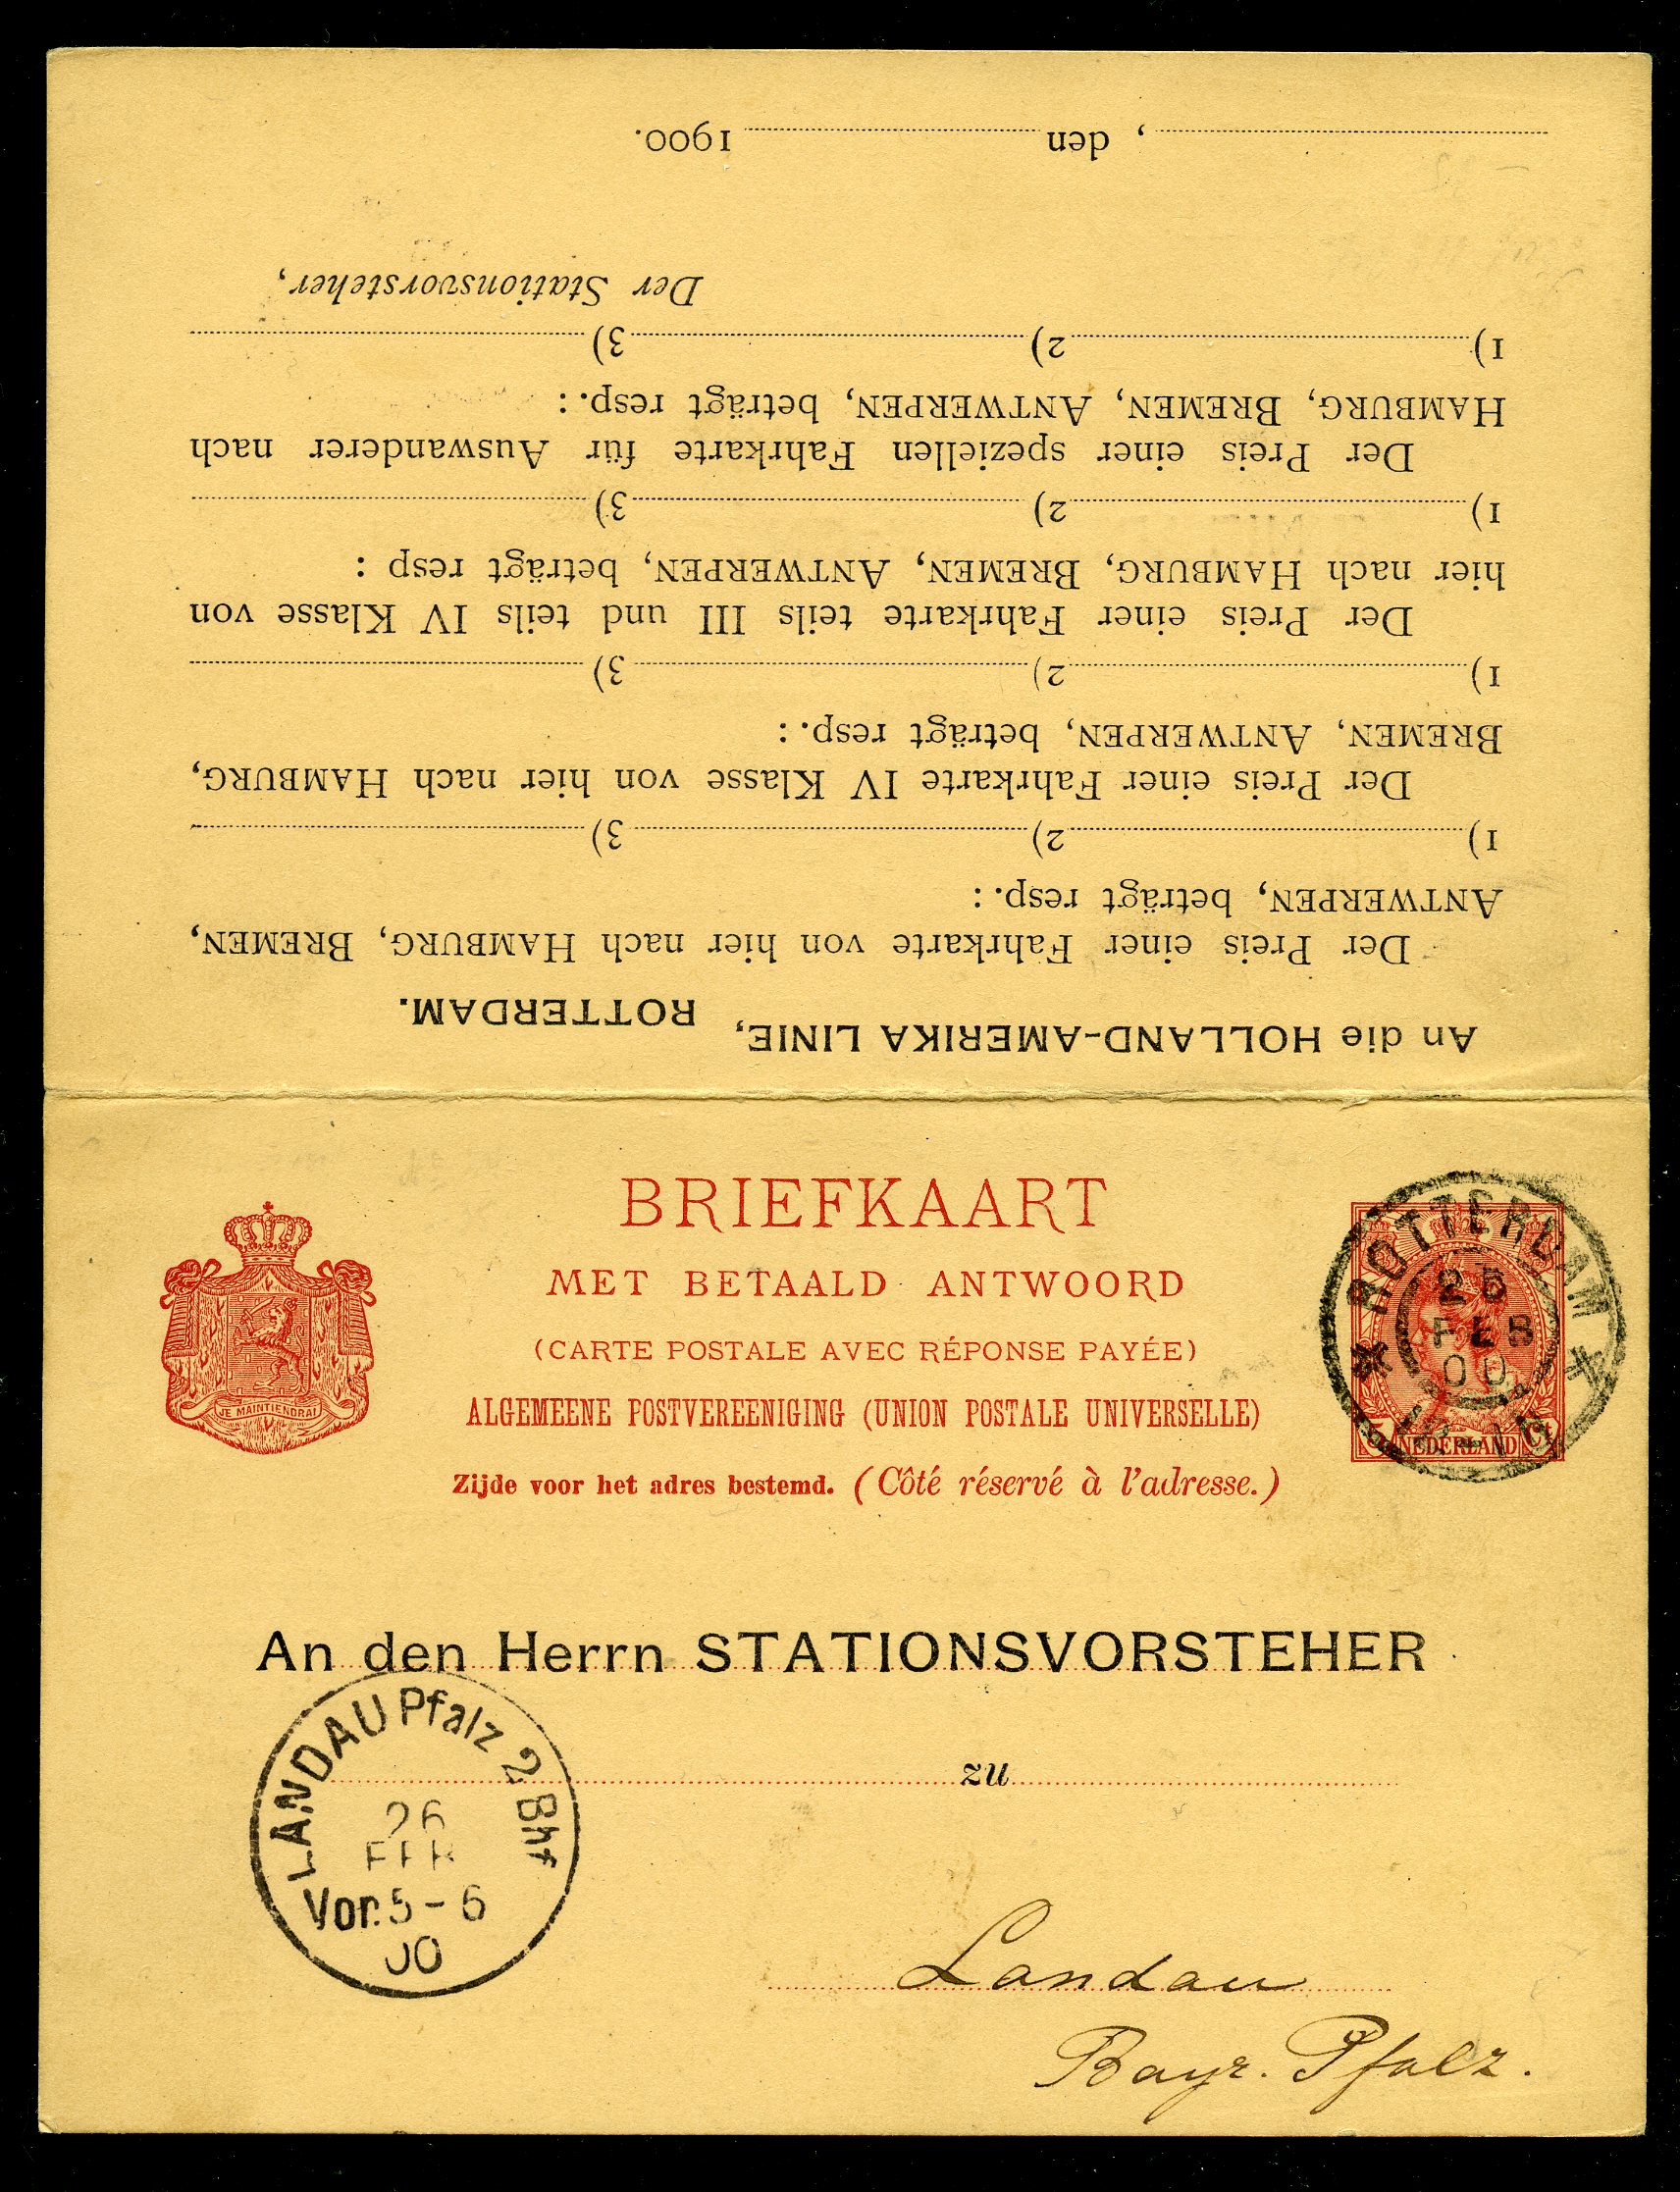 An die HOLLAND-AMERIKA LINIE, ROTTERDAM.
Der Preis einer Fahrkarte von hier nach HAMBURG, BREMEN,
ANTWERPEN, beträgt resp.:
1) 2) 3)
Der Preis einer Fahrkarte IV Klasse von hier nach HAMBURG,
BREMEN, ANTWERPEN, beträgt resp.:
1) 2) 3)
Der Preis einer Fahrkarte teils III und teils IV Klasse von
hier nach HAMBURG, BREMEN, ANTWERPEN, beträgt resp :
1) 2) 3)
Der Preis einer speziellen Fahrkarte für Auswanderer nach
HAMBURG, BREMEN, ANTWERPEN, beträgt resp.:
1) 2) 3)
Der Stationsvorsteher,
, den 1900.
BRIEFKAART
MET BETAALD ANTWOORD
(CARTE POSTALE AVEC RÉPONSE PAYÉE)
ALGEMEENE POSTVEREENIGING (UNION POSTALE UNIVERSELLE)
Zijde voor het adres bestemd. (Côté réservé à l'adresse.)
JE MAINTIENDRAI
ROTTERDAM
25
FEB
00
5 NEDERLAND Ct
An den Herrn STATIONSVORSTEHER
zu
LANDAU Pfalz 2 Bhf
26
FEB
Vor. 5-6
00
Landau
Bayr. Pfalz.